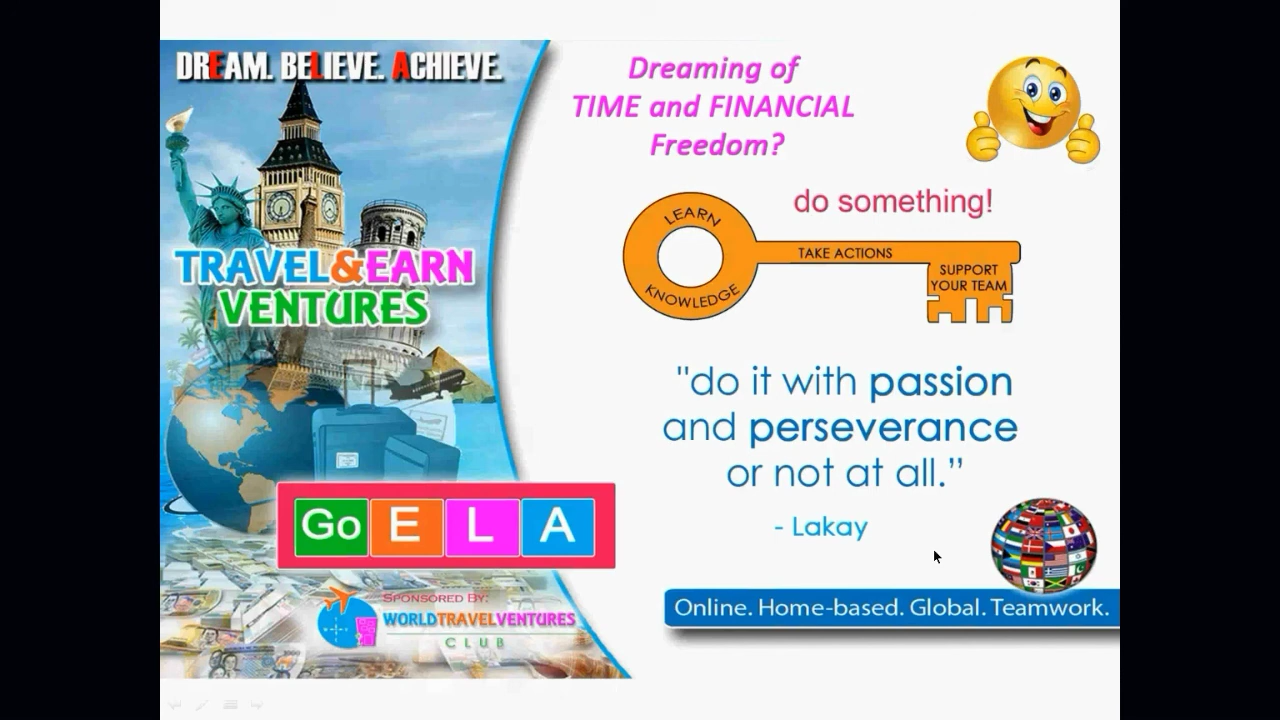 DREAM. BELIEVE. ACHIEVE.
TRAVEL&EARN
VENTURES
Go E L A
SPONSORED BY:
WORLDTRAVELVENTURES
CLUB
Dreaming of
TIME and FINANCIAL
Freedom?
do something!
LEARN
KNOWLEDGE
TAKE ACTIONS
SUPPORT
YOUR TEAM
"do it with passion
and perseverance
or not at all.”
- Lakay
Online. Home-based. Global. Teamwork.